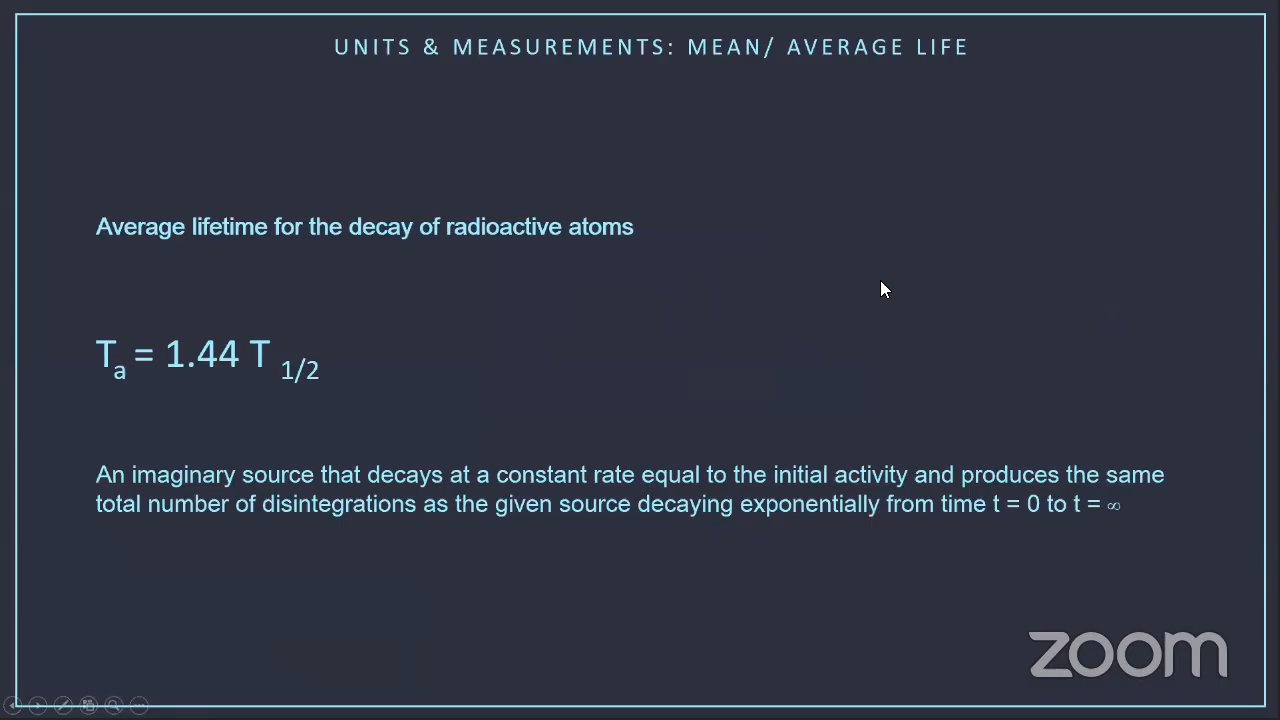 UNITS & MEASUREMENTS: MEAN/ AVERAGE LIFE
Average lifetime for the decay of radioactive atoms
Ta = 1.44 T 1/2
An imaginary source that decays at a constant rate equal to the initial activity and produces the same
total number of disintegrations as the given source decaying exponentially from time t = 0 to t = ∞
zoom